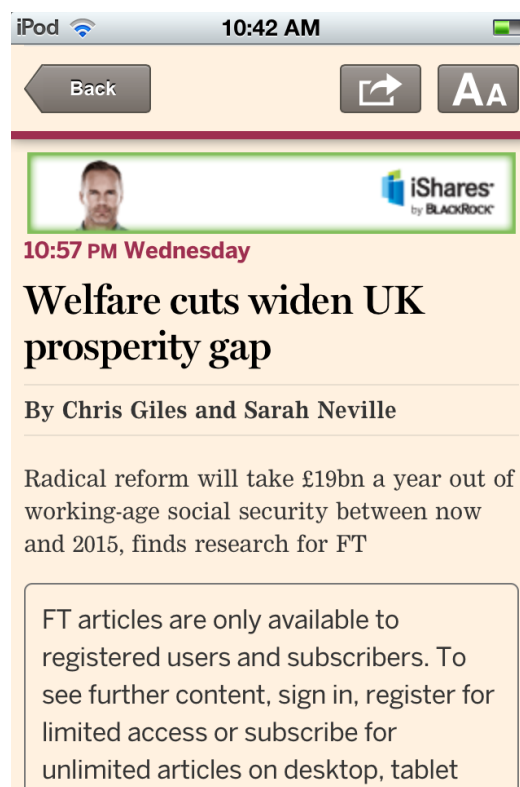 iPod 10:42 AM
Back AA
iShares®
by BLACKROCK®
10:57 PM Wednesday
Welfare cuts widen UK
prosperity gap
By Chris Giles and Sarah Neville
Radical reform will take £19bn a year out of
working-age social security between now
and 2015, finds research for FT
FT articles are only available to
registered users and subscribers. To
see further content, sign in, register for
limited access or subscribe for
unlimited articles on desktop, tablet